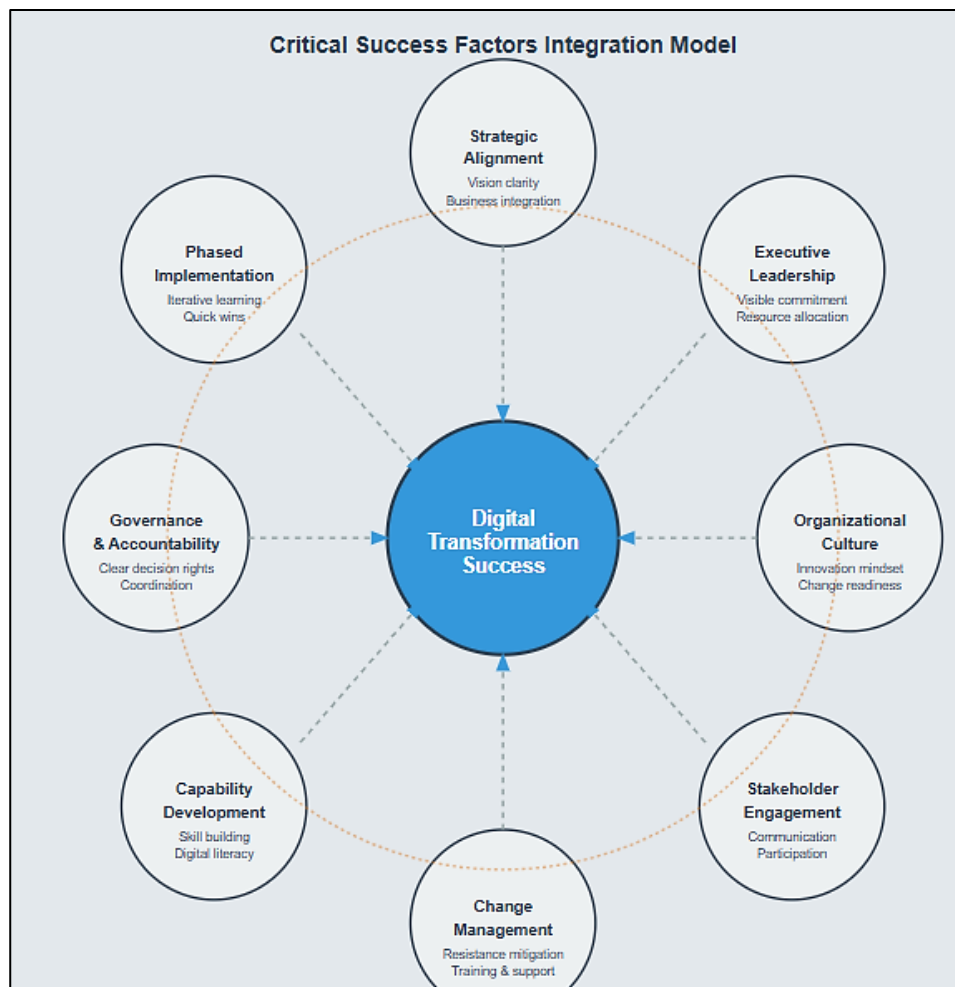 Critical Success Factors Integration Model
Strategic
Alignment
Vision clarity
Business integration
Phased
Implementation
Iterative learning
Quick wins
Executive
Leadership
Visible commitment
Resource allocation
Governance
& Accountability
Clear decision rights
Coordination
Digital
Transformation
Success
Organizational
Culture
Innovation mindset
Change readiness
Capability
Development
Skill building
Digital literacy
Stakeholder
Engagement
Communication
Participation
Change
Management
Resistance mitigation
Training & support